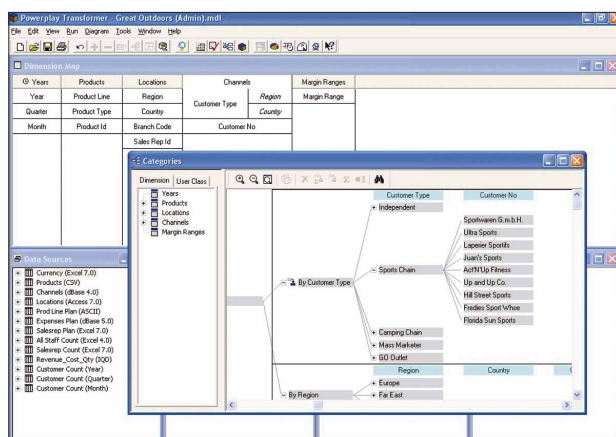 Powerplay Transformer - Great Outdoors (Admin).mdl
File Edit View Run Diagram Tools Window Help
Dimension Map
Years Products Locations Channels Margin Ranges
Year Product Line Region Customer Type Region Margin Range
Quarter Product Type Country County
Month Product Id Branch Code Customer No
Sales Rep Id
Categories
Dimension User Class
Years
Products
Locations
Channels
Margin Ranges
Customer Type Customer No
Independent
Sportwaren G.m.b.H.
Ultra Sports
Laperier Sportifs
Juan's Sports
By Customer Type Sports Chain Act'N'Up Fitness
Up and Up Co.
Hill Street Sports
Fredies Sport Whse
Florida Sun Sports
Camping Chain
Mass Marketer
GO Outlet
Region County
Europe
By Region Far East
Data Sources
Currency (Excel 7.0)
Products (CSV)
Channels (dBase 4.0)
Locations (Access 7.0)
Prod Line Plan (ASCII)
Expenses Plan (dBase 5.0)
Salesrep Plan (Excel 7.0)
All Staff Count (Excel 4.0)
Salesrep Count (Excel 7.0)
Revenue_Cost_Qty (IQD)
Customer Count (Year)
Customer Count (Quarter)
Customer Count (Month)